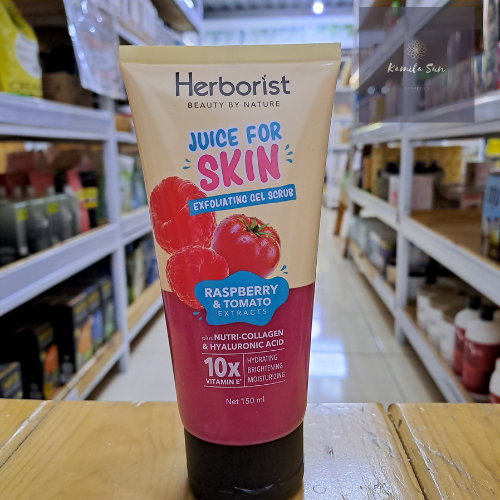 Kamila Sun
Herborist
BEAUTY BY NATURE
JUICE FOR
SKIN
EXFOLIATING GEL SCRUB
RASPBERRY
& TOMATO
EXTRACTS
plus NUTRI-COLLAGEN
& HYALURONIC ACID
10x
VITAMIN E*
HYDRATING
BRIGHTENING
MOISTURIZING
Net 150 ml